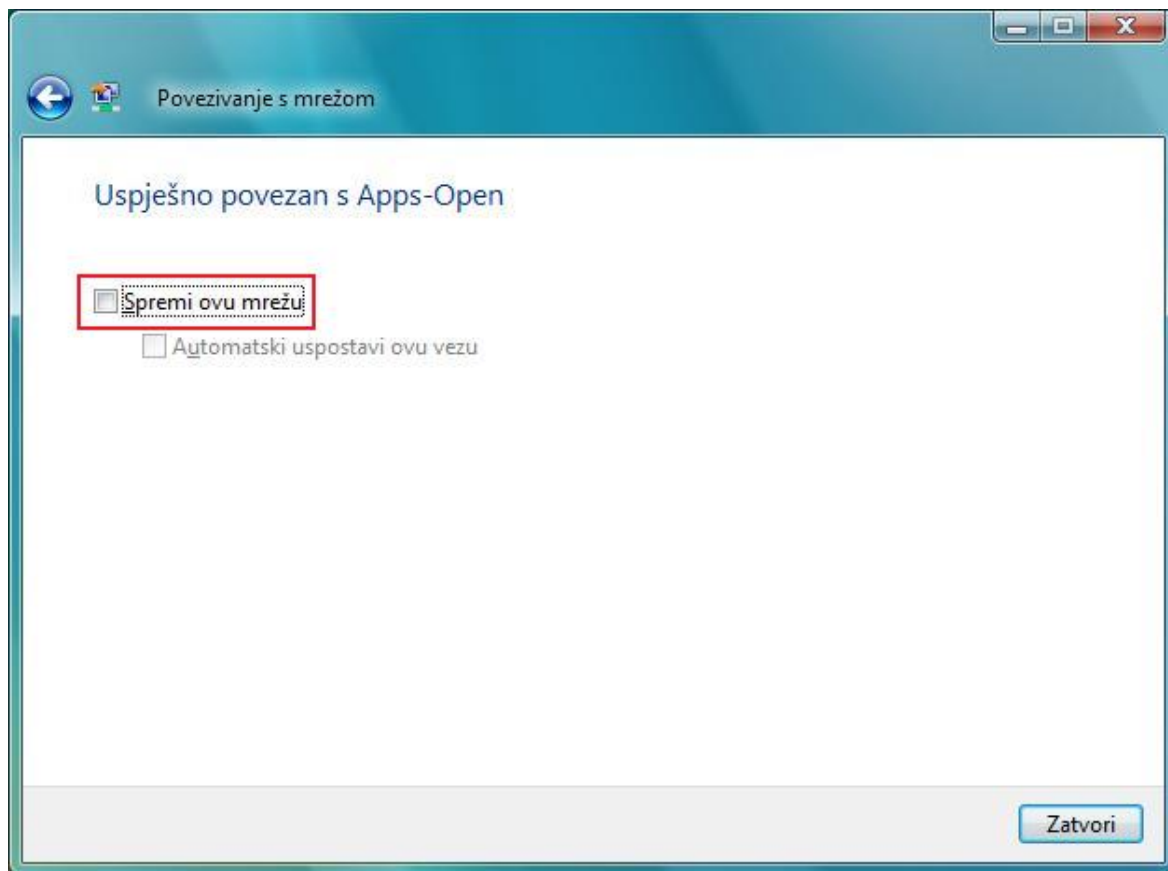 Povezivanje s mrežom
Uspješno povezan s Apps-Open
Spremi ovu mrežu
Automatski uspostavi ovu vezu
Zatvori